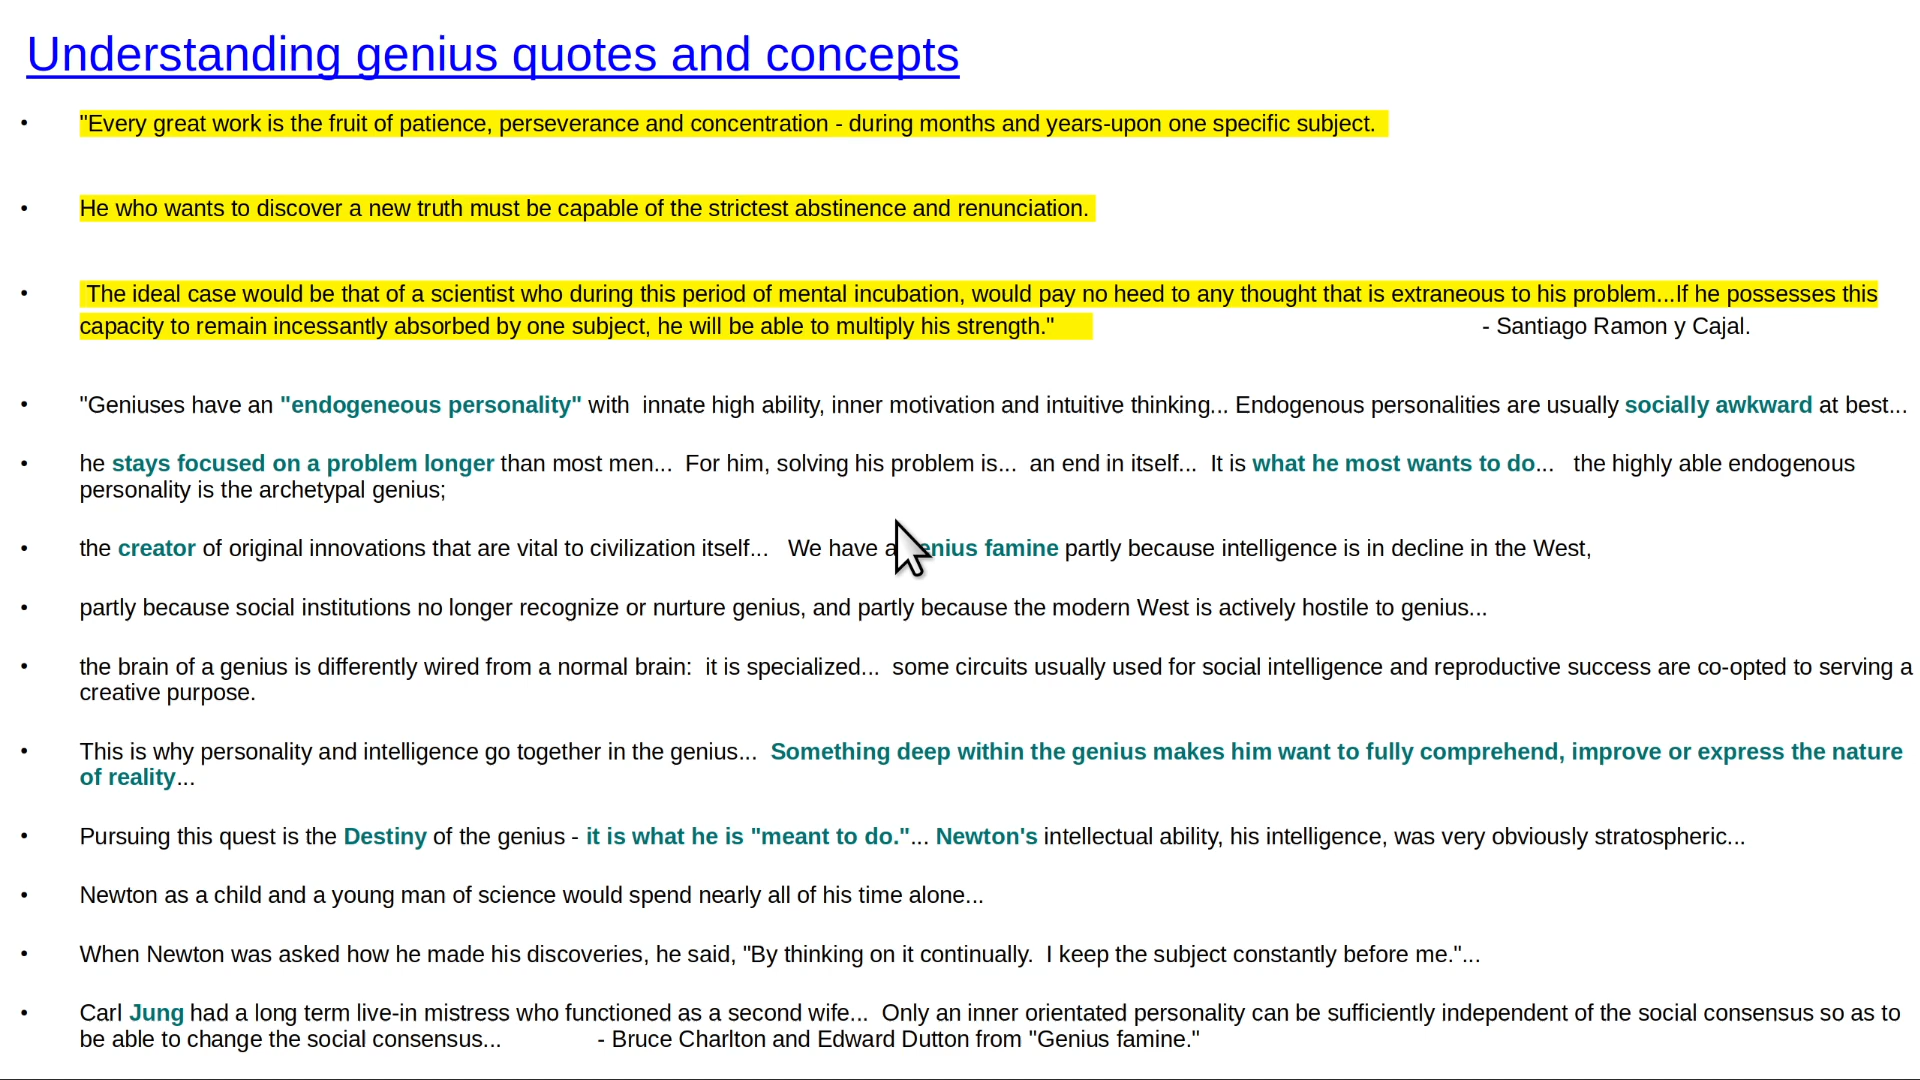 Understanding genius quotes and concepts
• "Every great work is the fruit of patience, perseverance and concentration - during months and years-upon one specific subject.
• He who wants to discover a new truth must be capable of the strictest abstinence and renunciation.
• The ideal case would be that of a scientist who during this period of mental incubation, would pay no heed to any thought that is extraneous to his problem...If he possesses this
capacity to remain incessantly absorbed by one subject, he will be able to multiply his strength." - Santiago Ramon y Cajal.
• "Geniuses have an "endogeneous personality" with innate high ability, inner motivation and intuitive thinking... Endogenous personalities are usually socially awkward at best...
• he stays focused on a problem longer than most men... For him, solving his problem is... an end in itself... It is what he most wants to do... the highly able endogenous
personality is the archetypal genius;
• the creator of original innovations that are vital to civilization itself... We have a enius famine partly because intelligence is in decline in the West,
• partly because social institutions no longer recognize or nurture genius, and partly because the modern West is actively hostile to genius...
• the brain of a genius is differently wired from a normal brain: it is specialized... some circuits usually used for social intelligence and reproductive success are co-opted to serving a
creative purpose.
• This is why personality and intelligence go together in the genius... Something deep within the genius makes him want to fully comprehend, improve or express the nature
of reality...
• Pursuing this quest is the Destiny of the genius - it is what he is "meant to do."... Newton's intellectual ability, his intelligence, was very obviously stratospheric...
• Newton as a child and a young man of science would spend nearly all of his time alone...
• When Newton was asked how he made his discoveries, he said, "By thinking on it continually. I keep the subject constantly before me."...
• Carl Jung had a long term live-in mistress who functioned as a second wife... Only an inner orientated personality can be sufficiently independent of the social consensus so as to
be able to change the social consensus... - Bruce Charlton and Edward Dutton from "Genius famine."